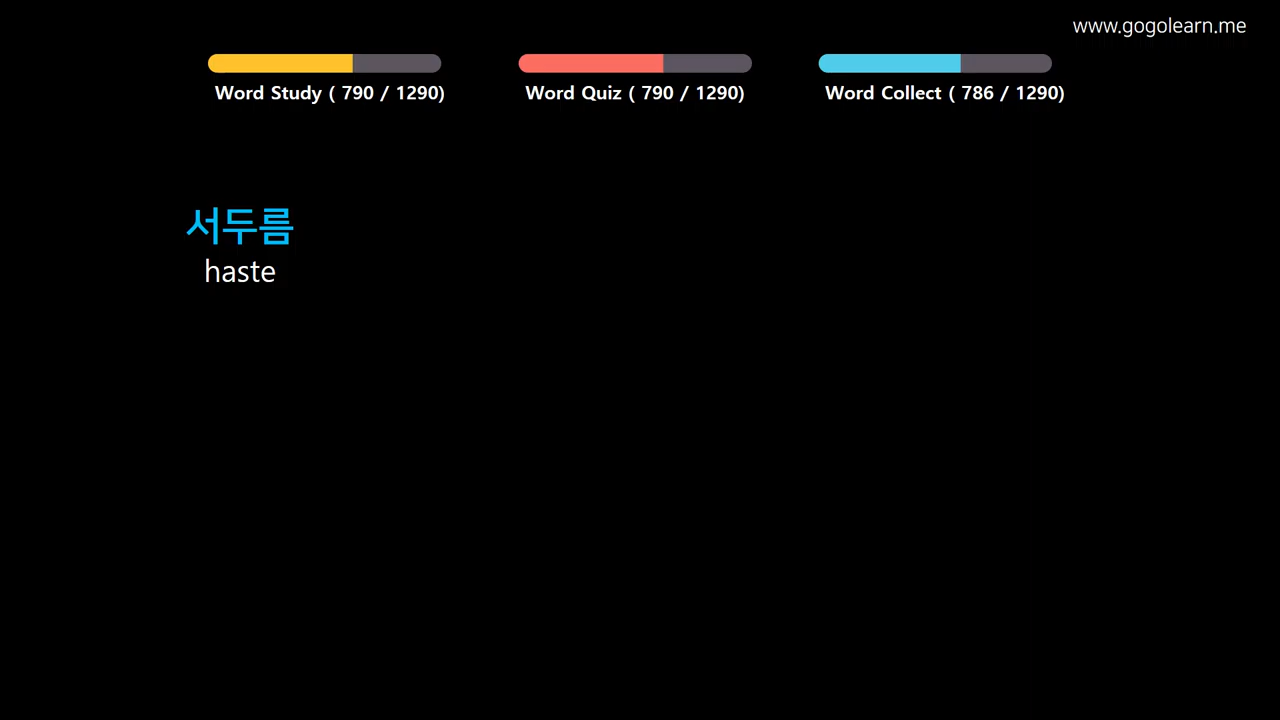 www.gogolearn.me
Word Study ( 790 / 1290)
Word Quiz ( 790 / 1290)
Word Collect ( 786 / 1290)
서두름
haste